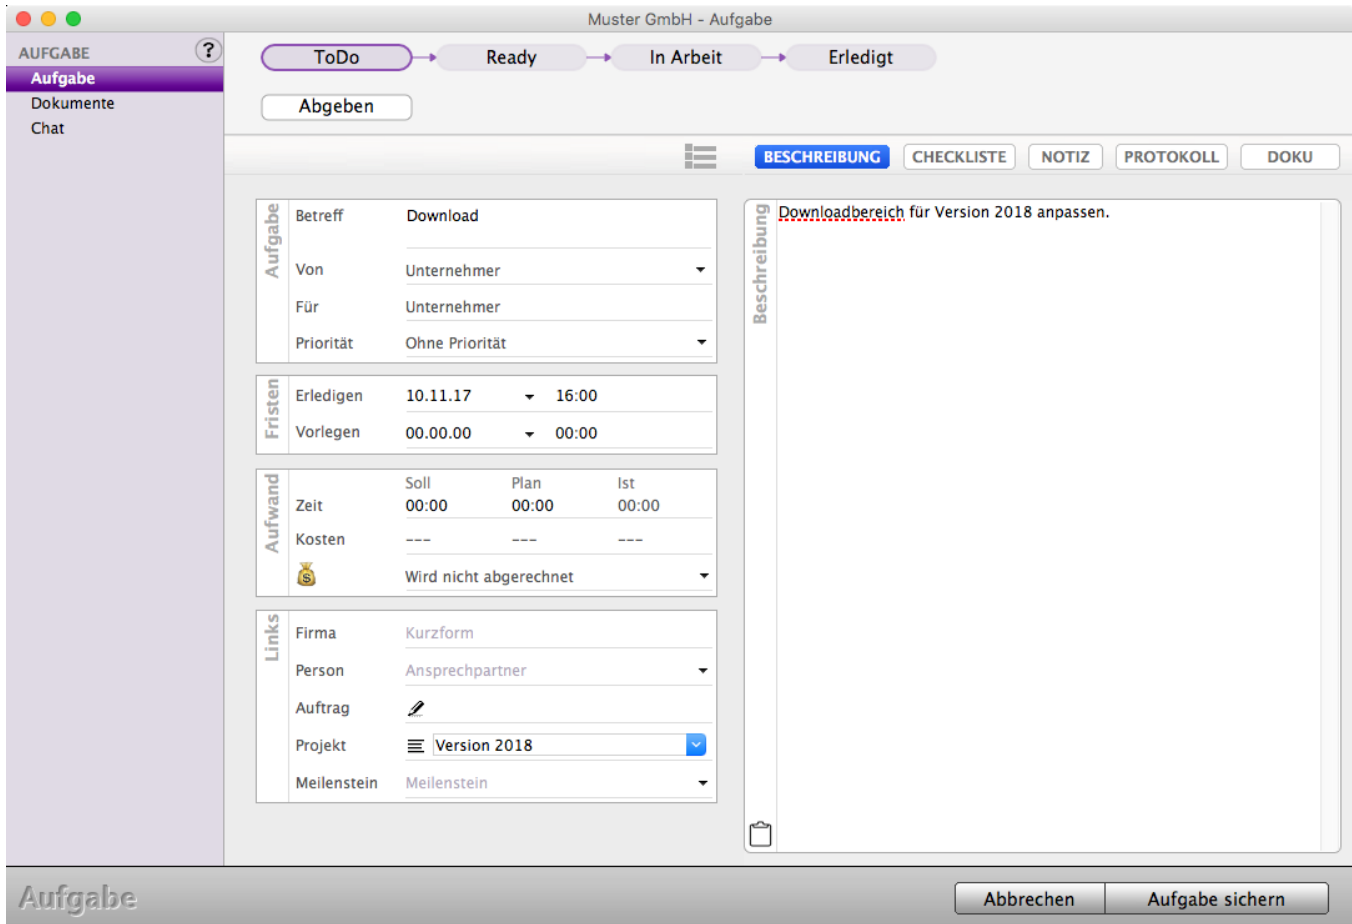 Muster GmbH - Aufgabe
AUFGABE ?
Aufgabe
Dokumente
Chat
ToDo Ready In Arbeit Erledigt
Abgeben
BESCHREIBUNG CHECKLISTE NOTIZ PROTOKOLL DOKU
Aufgabe
Betreff Download
Von Unternehmer
Für Unternehmer
Priorität Ohne Priorität
Fristen
Erledigen 10.11.17 16:00
Vorlegen 00.00.00 00:00
Aufwand
Soll Plan Ist
Zeit 00:00 00:00 00:00
Kosten --- --- ---
Wird nicht abgerechnet
Links
Firma Kurzform
Person Ansprechpartner
Auftrag
Projekt Version 2018
Meilenstein Meilenstein
Beschreibung
Downloadbereich für Version 2018 anpassen.
Aufgabe
Abbrechen Aufgabe sichern